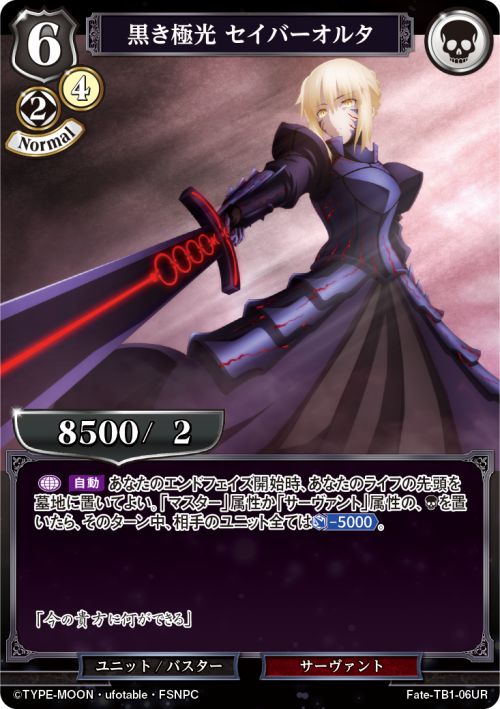 6
黒き極光 セイバーオルタ
2
4
Normal
8500/ 2
自動 あなたのエンドフェイズ開始時、あなたのライフの先頭を
墓地に置いてよい。「マスター」属性か「サーヴァント」属性の、を置
いたら、そのターン中、相手のユニット全ては-5000。
「今の貴方に何ができる」
ユニット / バスター
サーヴァント
©TYPE-MOON・ufotable・FSNPC
Fate-TB1-06UR